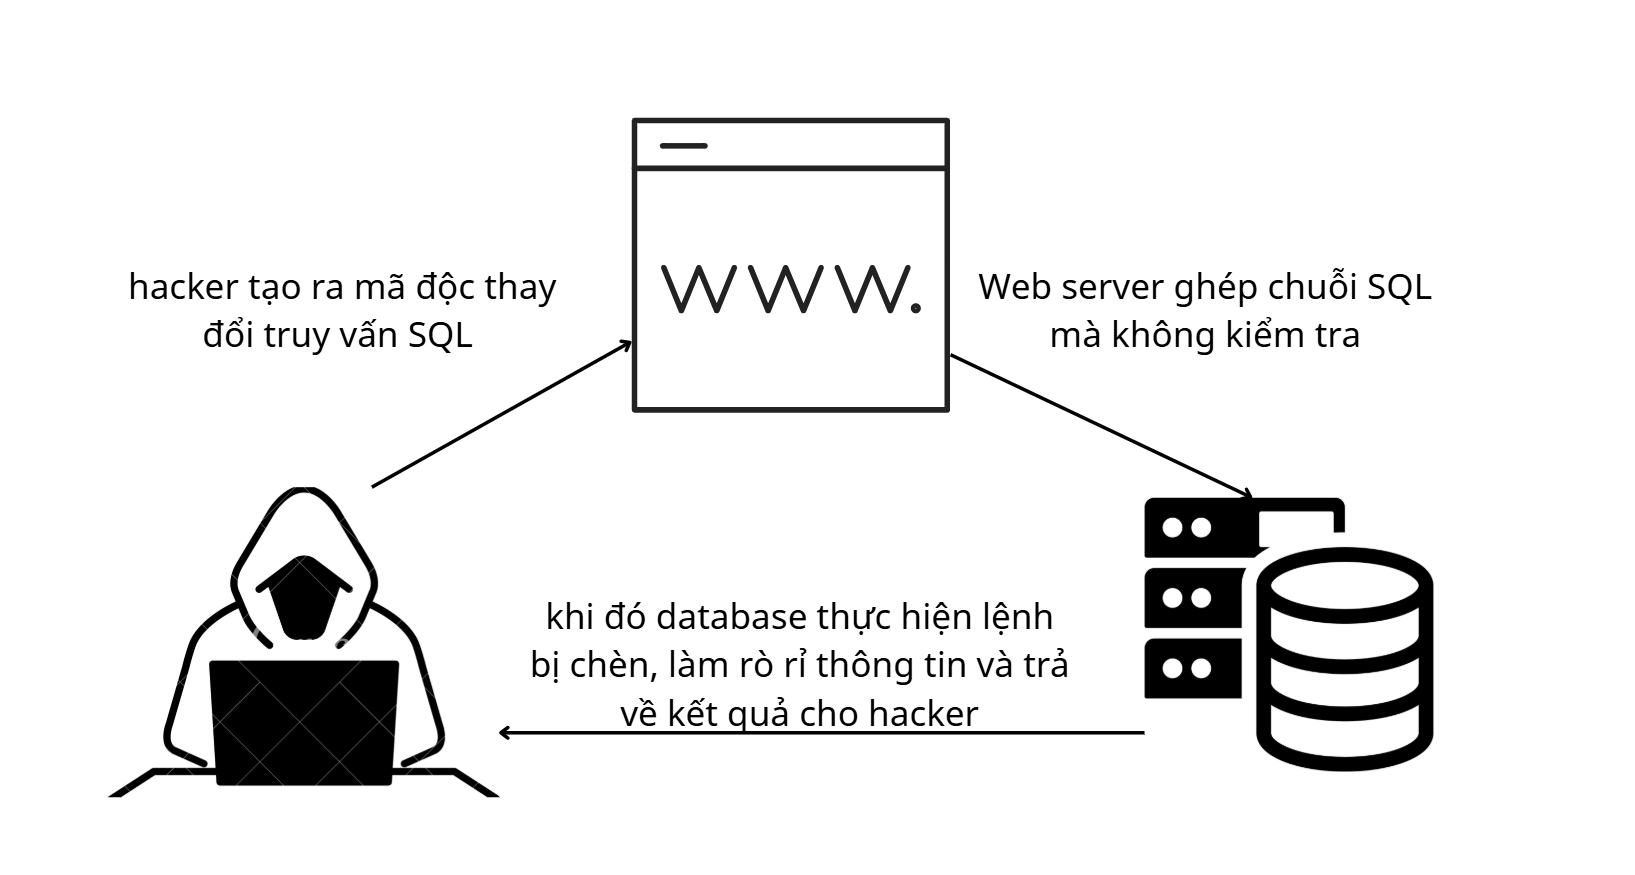 www.
hacker tạo ra mã độc thay
đổi truy vấn SQL
Web server ghép chuỗi SQL
mà không kiểm tra
khi đó database thực hiện lệnh
bị chèn, làm rò rỉ thông tin và trả
về kết quả cho hacker